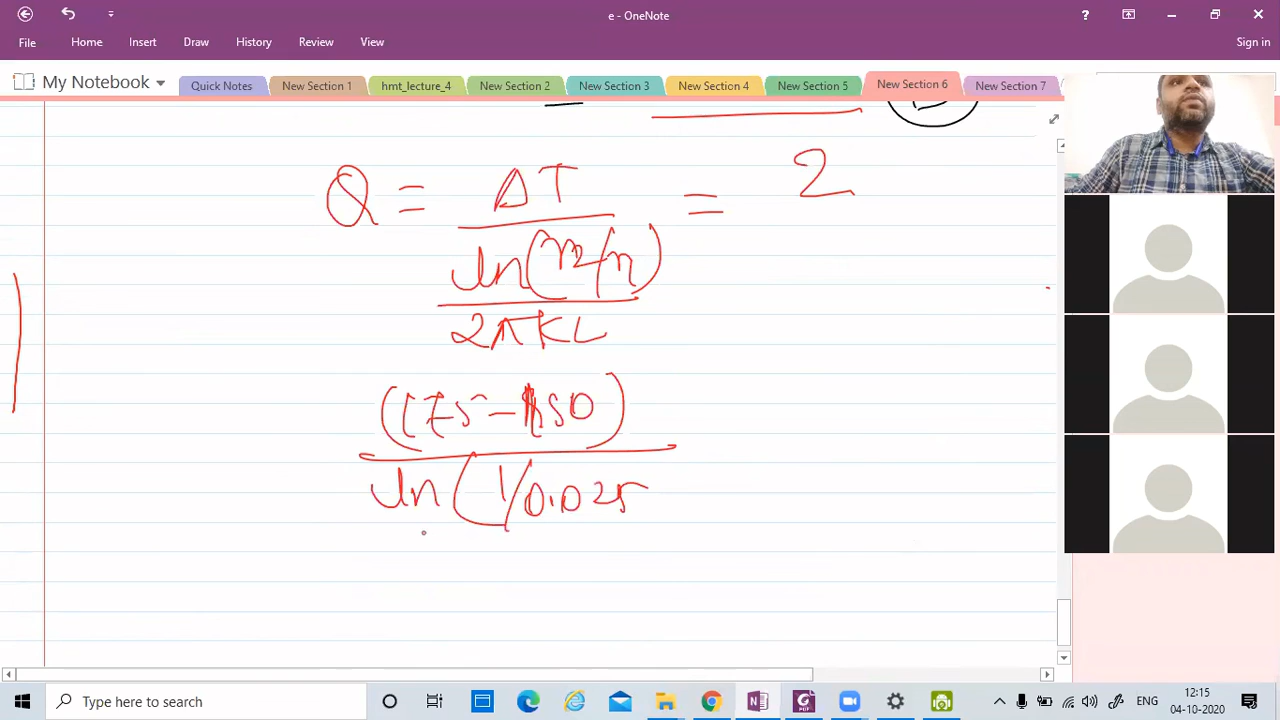 e - OneNote
File Home Insert Draw History Review View Sign in
My Notebook Quick Notes New Section 1 hmt_lecture_4 New Section 2 New Section 3 New Section 4 New Section 5 New Section 6 New Section 7
Q = ΔT = 2
ln(r2/r1)
2πKL
(175-150)
ln(1/0.025
Type here to search
ENG 2:15
04-10-2020